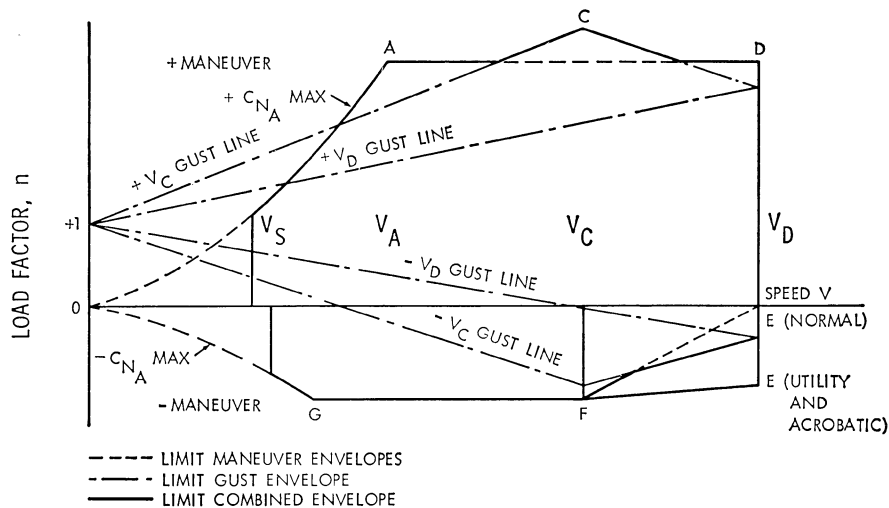 C
A
D
+ MANEUVER
+ C_NA MAX
+ V_C GUST LINE
+ V_D GUST LINE
LOAD FACTOR, n
+1
V_S
V_A
V_C
V_D
- V_D GUST LINE
SPEED V
0
E (NORMAL)
- V_C GUST LINE
- C_NA MAX
E (UTILITY
AND
ACROBATIC)
- MANEUVER
G
F
LIMIT MANEUVER ENVELOPES
LIMIT GUST ENVELOPE
LIMIT COMBINED ENVELOPE